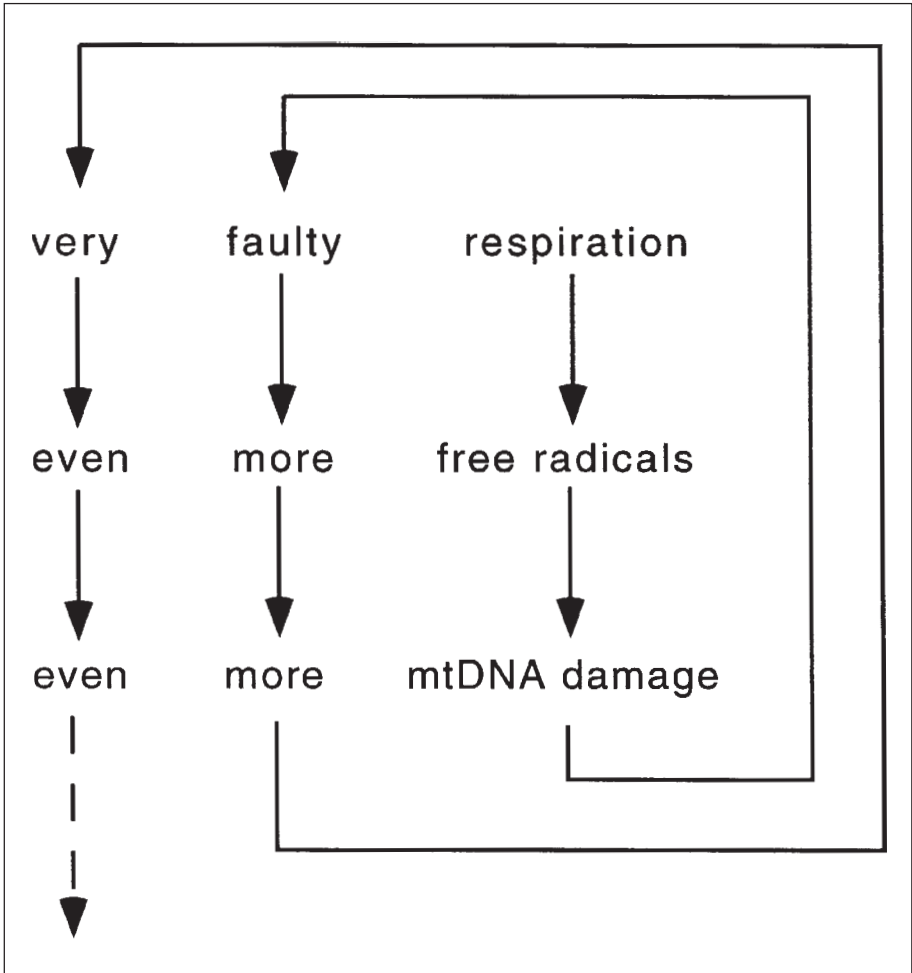 very faulty respiration
even more free radicals
even more mtDNA damage